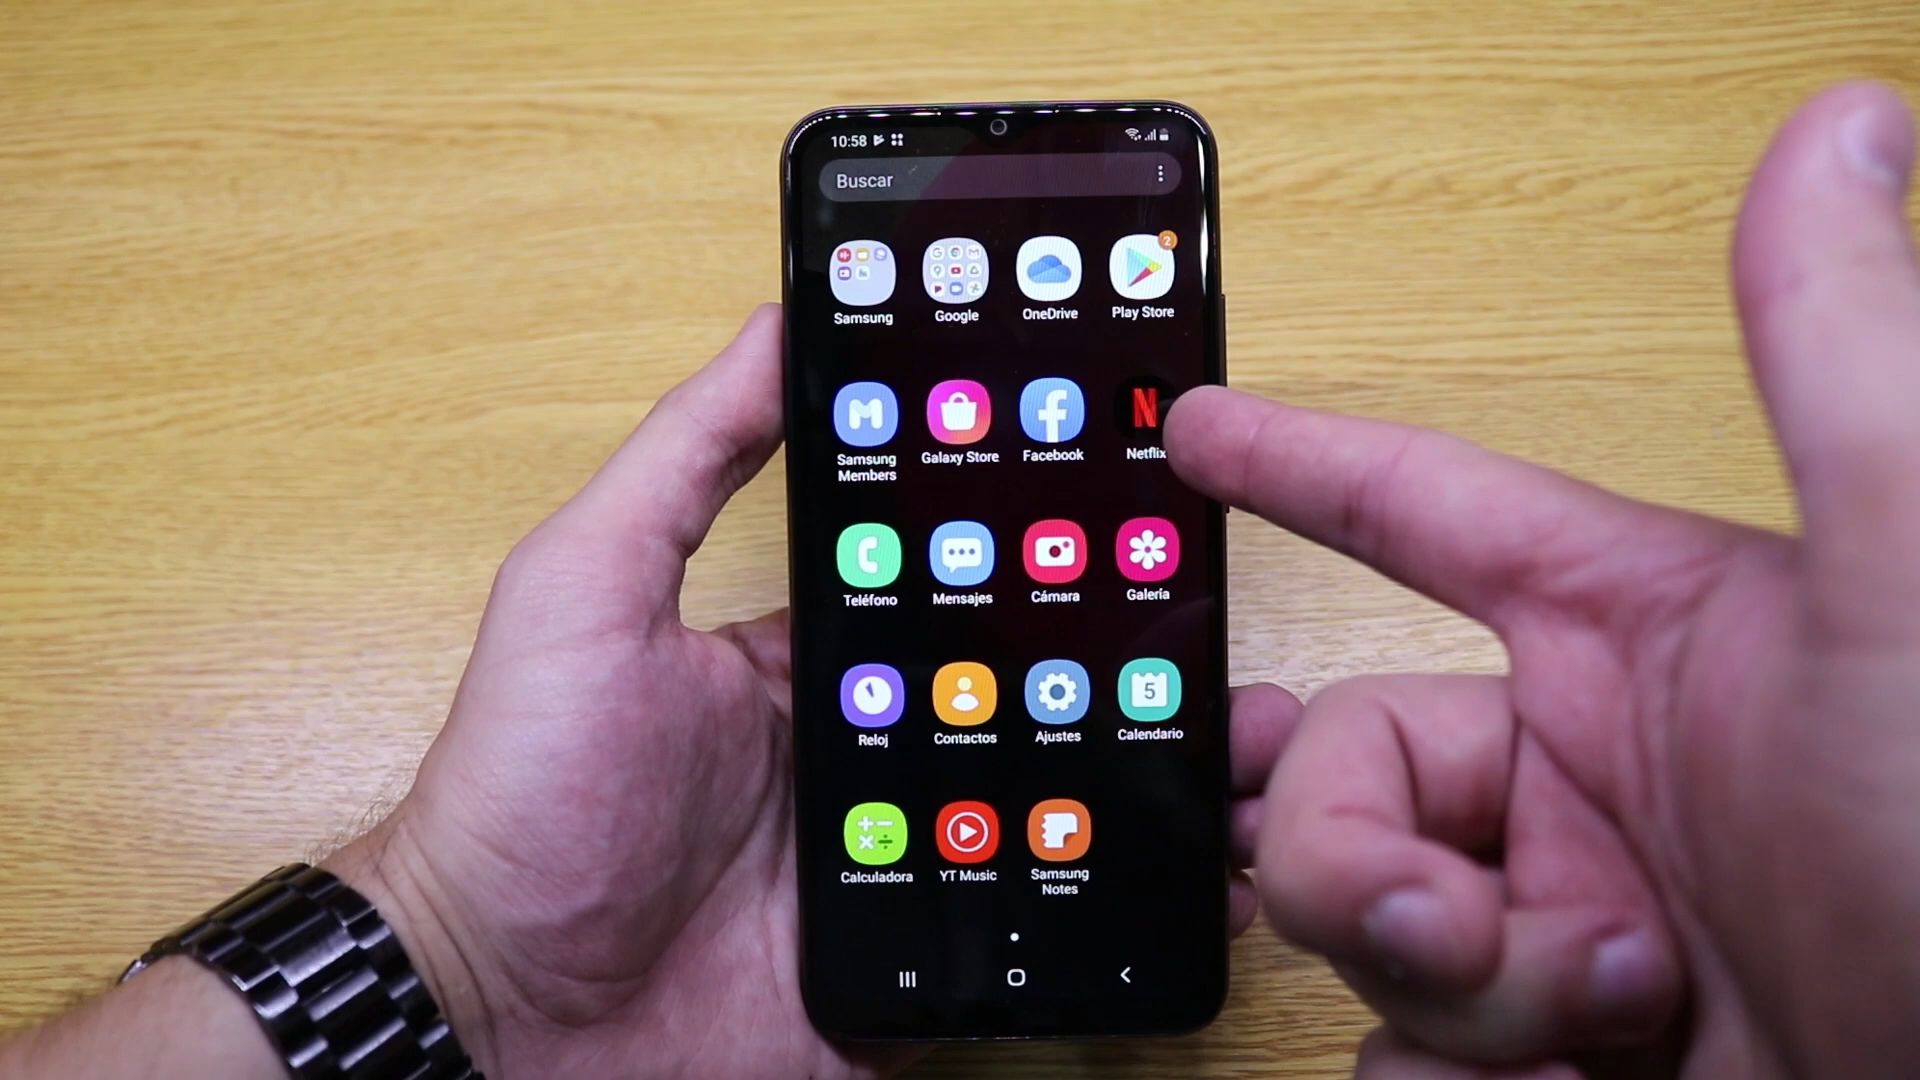 10:58
Buscar
2
Samsung
Google
OneDrive
Play Store
Samsung
Members
Galaxy Store
Facebook
N
Netflix
Teléfono
Mensajes
Cámara
Galería
5
Reloj
Contactos
Ajustes
Calendario
Calculadora
YT Music
Samsung
Notes